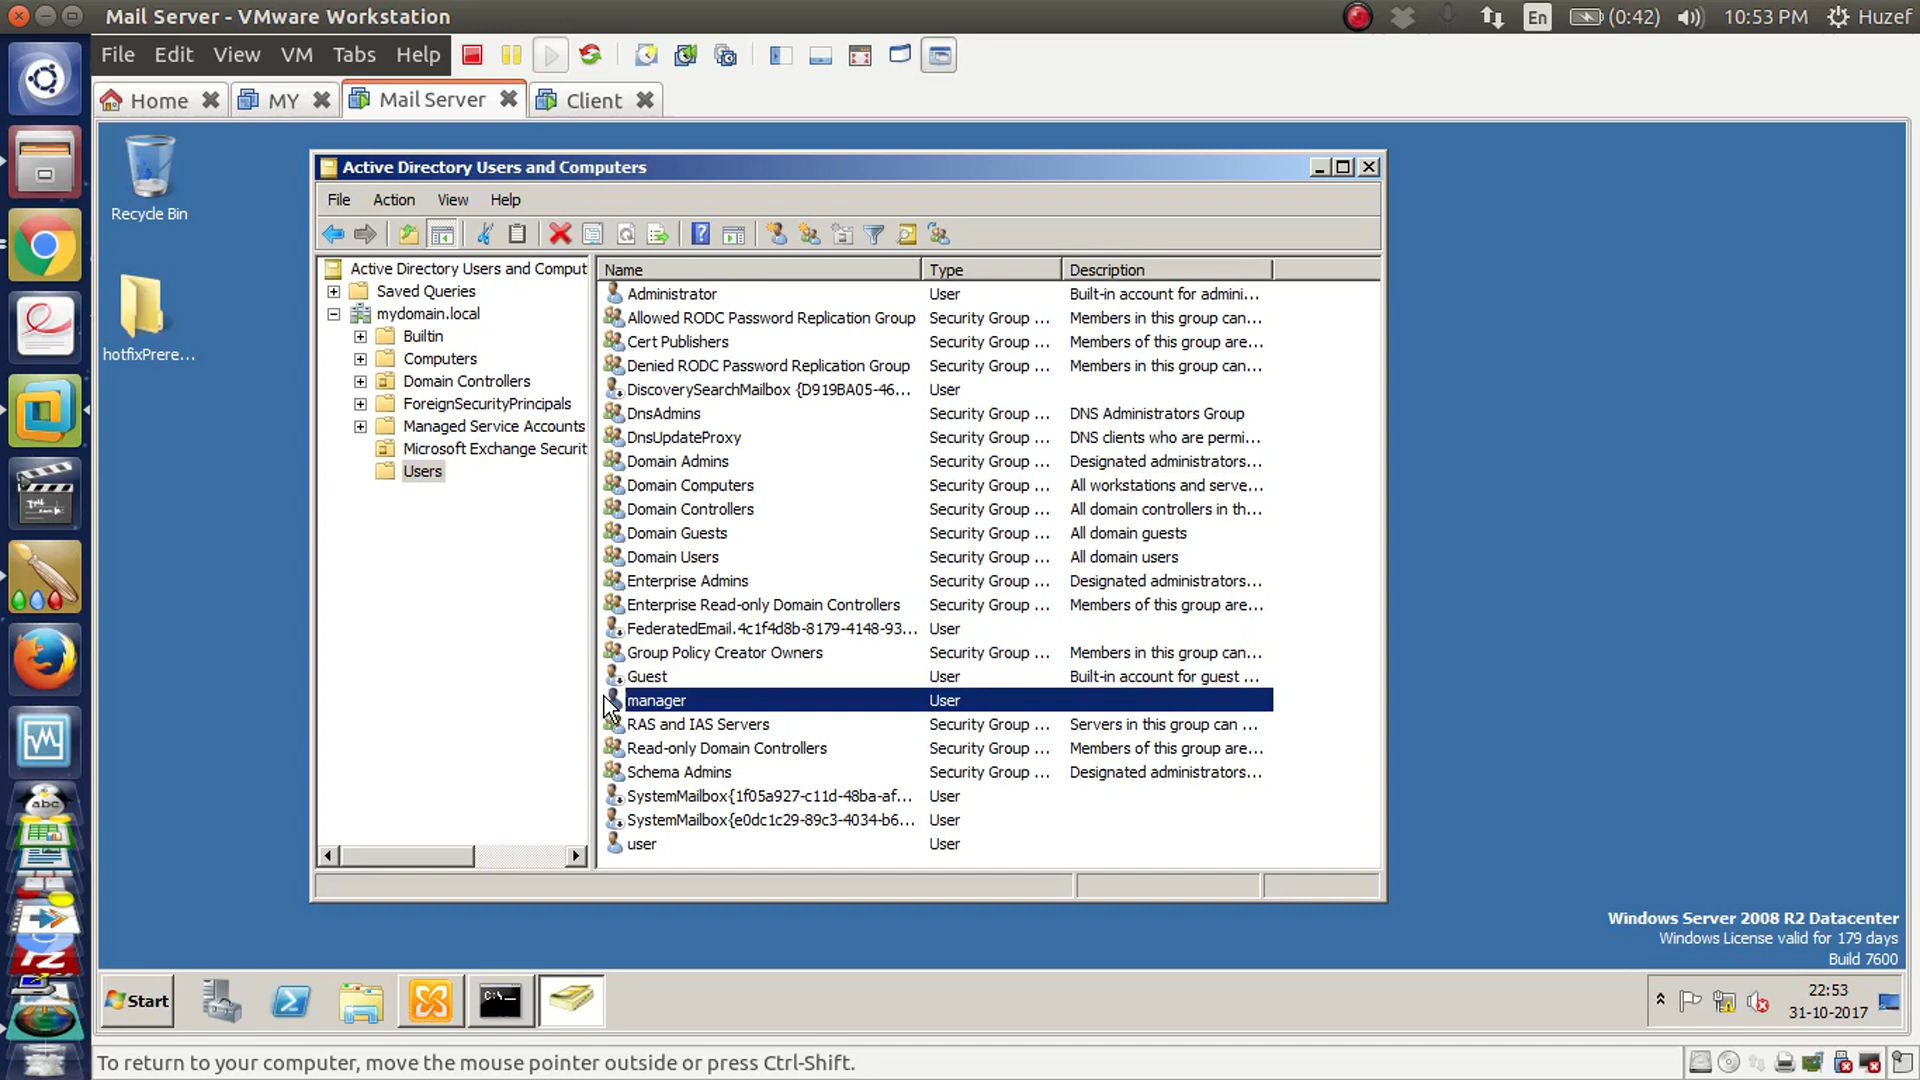 Mail Server - VMware Workstation
En
(0:42)
10:53 PM
Huzef
File Edit View VM Tabs Help
Home MY Mail Server Client
Recycle Bin
hotfixPrere...
Active Directory Users and Computers
File Action View Help
Active Directory Users and Comput
Saved Queries
mydomain.local
Builtin
Computers
Domain Controllers
ForeignSecurityPrincipals
Managed Service Accounts
Microsoft Exchange Securit
Users
Name Type Description
Administrator User Built-in account for admini...
Allowed RODC Password Replication Group Security Group ... Members in this group can...
Cert Publishers Security Group ... Members of this group are...
Denied RODC Password Replication Group Security Group ... Members in this group can...
DiscoverySearchMailbox {D919BA05-46... User
DnsAdmins Security Group ... DNS Administrators Group
DnsUpdateProxy Security Group ... DNS clients who are permi...
Domain Admins Security Group ... Designated administrators...
Domain Computers Security Group ... All workstations and serve...
Domain Controllers Security Group ... All domain controllers in th...
Domain Guests Security Group ... All domain guests
Domain Users Security Group ... All domain users
Enterprise Admins Security Group ... Designated administrators...
Enterprise Read-only Domain Controllers Security Group ... Members of this group are...
FederatedEmail.4c1f4d8b-8179-4148-93... User
Group Policy Creator Owners Security Group ... Members in this group can...
Guest User Built-in account for guest ...
manager User
RAS and IAS Servers Security Group ... Servers in this group can ...
Read-only Domain Controllers Security Group ... Members of this group are...
Schema Admins Security Group ... Designated administrators...
SystemMailbox{1f05a927-c11d-48ba-af... User
SystemMailbox{e0dc1c29-89c3-4034-b6... User
user User
Windows Server 2008 R2 Datacenter
Windows License valid for 179 days
Build 7600
abc
Start
C:\
22:53
31-10-2017
To return to your computer, move the mouse pointer outside or press Ctrl-Shift.